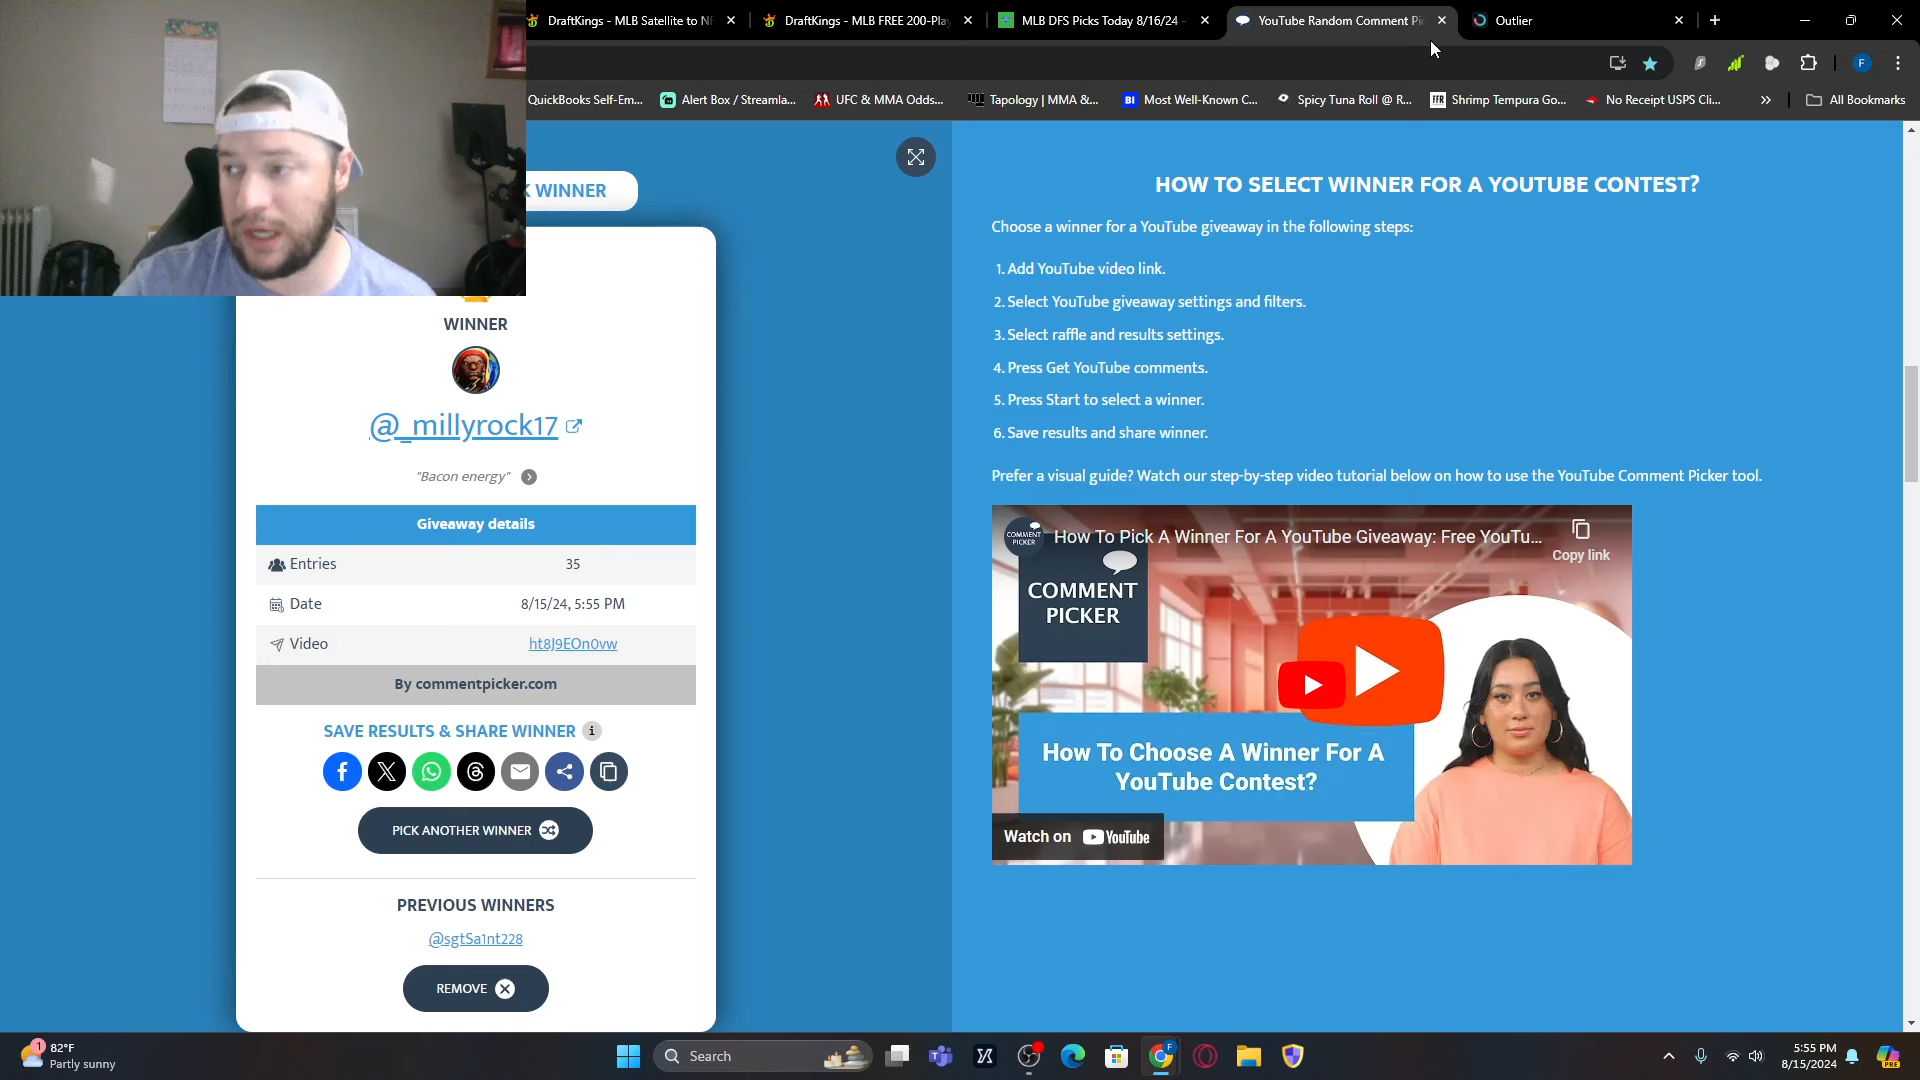 DraftKings - MLB Satellite to NF
DraftKings - MLB FREE 200-Play
MLB DFS Picks Today 8/16/24 -
YouTube Random Comment Pic
Outlier
QuickBooks Self-Em...
Alert Box / Streamla...
UFC & MMA Odds...
Tapology | MMA &...
Most Well-Known C...
Spicy Tuna Roll @ R...
Shrimp Tempura Go...
No Receipt USPS Cli...
All Bookmarks
K WINNER
WINNER
@_millyrock17
"Bacon energy"
Giveaway details
Entries 35
Date 8/15/24, 5:55 PM
Video ht8J9EOn0vw
By commentpicker.com
SAVE RESULTS & SHARE WINNER
PICK ANOTHER WINNER
PREVIOUS WINNERS
@sgtSa1nt228
REMOVE
HOW TO SELECT WINNER FOR A YOUTUBE CONTEST?
Choose a winner for a YouTube giveaway in the following steps:
1. Add YouTube video link.
2. Select YouTube giveaway settings and filters.
3. Select raffle and results settings.
4. Press Get YouTube comments.
5. Press Start to select a winner.
6. Save results and share winner.
Prefer a visual guide? Watch our step-by-step video tutorial below on how to use the YouTube Comment Picker tool.
COMMENT
PICKER
How To Pick A Winner For A YouTube Giveaway: Free YouTu...
Copy link
COMMENT
PICKER
How To Choose A Winner For A
YouTube Contest?
Watch on YouTube
1
82°F
Partly sunny
Search
F
5:55 PM
8/15/2024
PRE